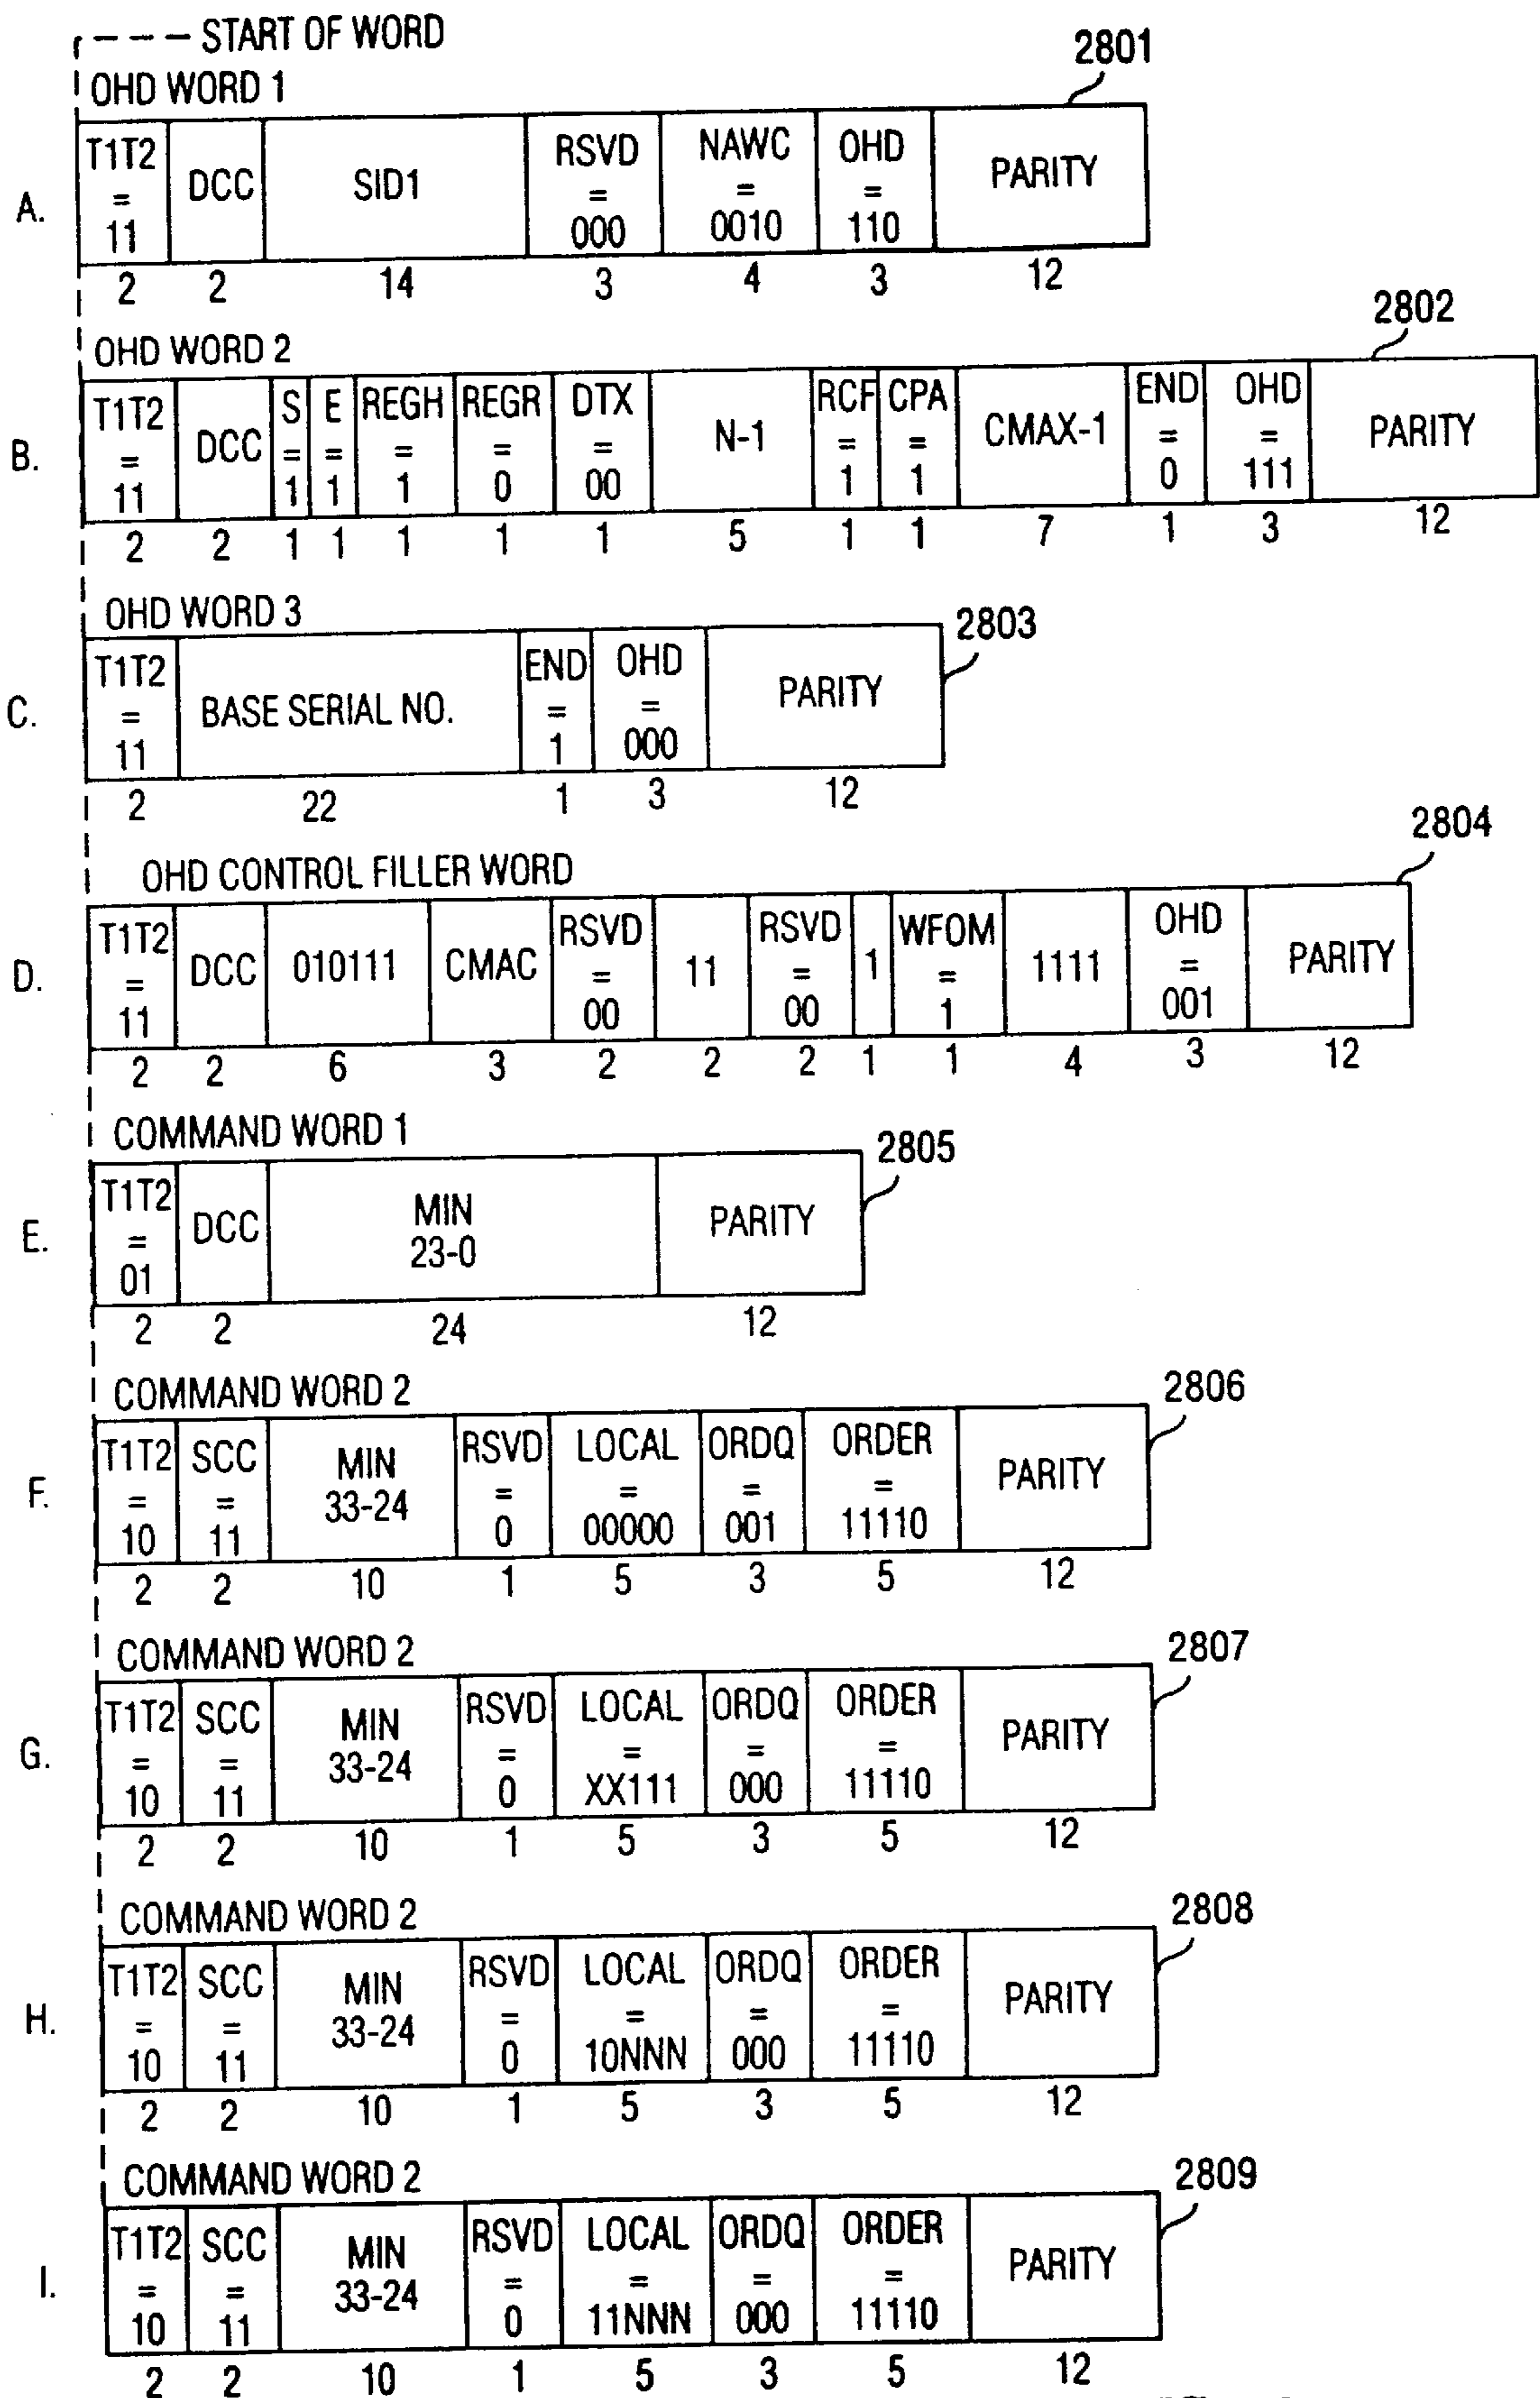 START OF WORD
OHD WORD 1
2801
A.
T1T2 = 11
DCC
SID1
RSVD = 000
NAWC = 0010
OHD = 110
PARITY
2 2 14 3 4 3 12
OHD WORD 2
2802
B.
T1T2 = 11
DCC
S = 1
E = 1
REGH = 1
REGR = 0
DTX = 00
N-1
RCF = 1
CPA = 1
CMAX-1
END = 0
OHD = 111
PARITY
2 2 1 1 1 1 1 5 1 1 7 1 3 12
OHD WORD 3
2803
C.
T1T2 = 11
BASE SERIAL NO.
END = 1
OHD = 000
PARITY
2 22 1 3 12
OHD CONTROL FILLER WORD
2804
D.
T1T2 = 11
DCC
010111
CMAC
RSVD = 00
11
RSVD = 00
1
WFOM = 1
1111
OHD = 001
PARITY
2 2 6 3 2 2 2 1 1 4 3 12
COMMAND WORD 1
2805
E.
T1T2 = 01
DCC
MIN 23-0
PARITY
2 2 24 12
COMMAND WORD 2
2806
F.
T1T2 = 10
SCC = 11
MIN 33-24
RSVD = 0
LOCAL = 00000
ORDQ = 001
ORDER = 11110
PARITY
2 2 10 1 5 3 5 12
COMMAND WORD 2
2807
G.
T1T2 = 10
SCC = 11
MIN 33-24
RSVD = 0
LOCAL = XX111
ORDQ = 000
ORDER = 11110
PARITY
2 2 10 1 5 3 5 12
COMMAND WORD 2
2808
H.
T1T2 = 10
SCC = 11
MIN 33-24
RSVD = 0
LOCAL = 10NNN
ORDQ = 000
ORDER = 11110
PARITY
2 2 10 1 5 3 5 12
COMMAND WORD 2
2809
I.
T1T2 = 10
SCC = 11
MIN 33-24
RSVD = 0
LOCAL = 11NNN
ORDQ = 000
ORDER = 11110
PARITY
2 2 10 1 5 3 5 12